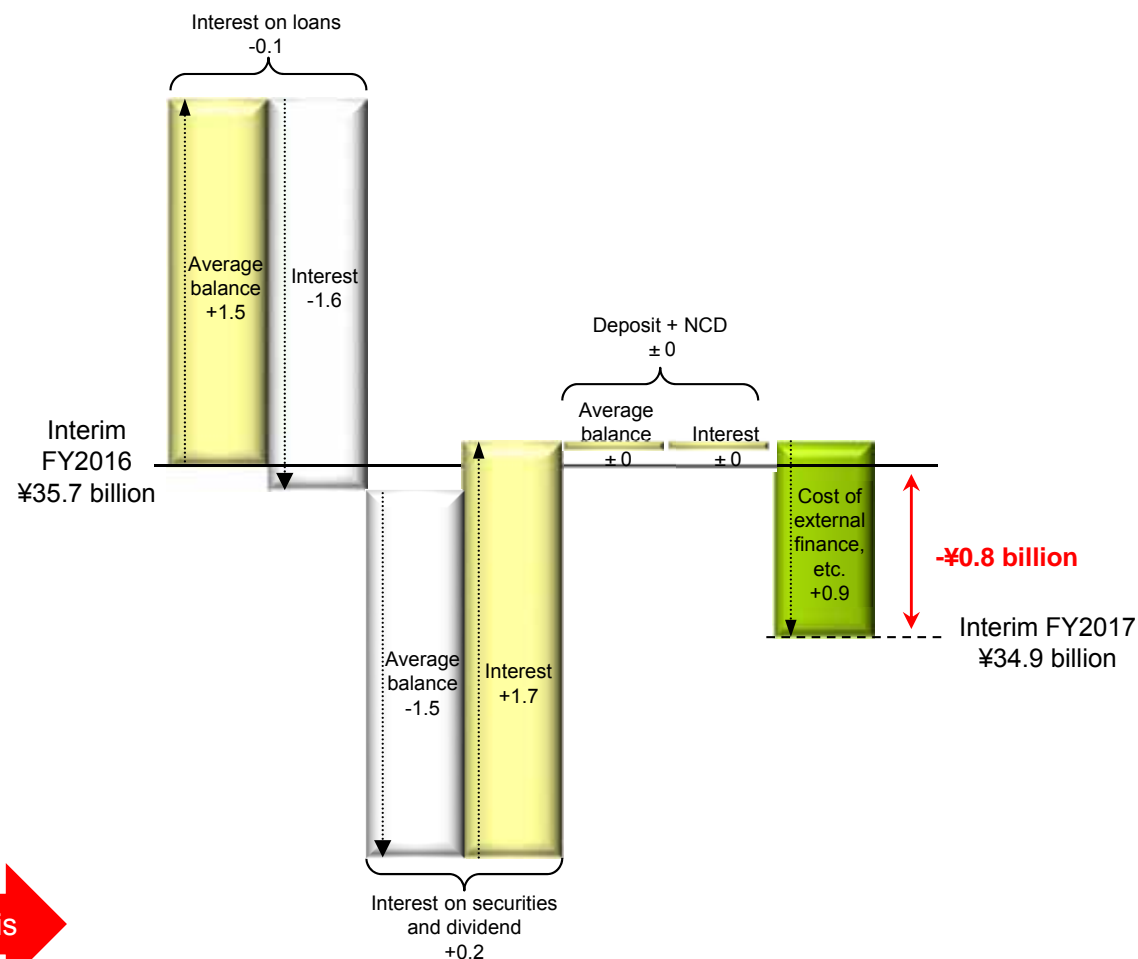 Interest on loans
-0.1
Average
balance
+1.5
Interest
-1.6
Deposit + NCD
± 0
Average
balance
± 0
Interest
± 0
Interim
FY2016
¥35.7 billion
Cost of
external
finance,
etc.
+0.9
-¥0.8 billion
Interim FY2017
¥34.9 billion
Average
balance
-1.5
Interest
+1.7
Interest on securities
and dividend
+0.2
is